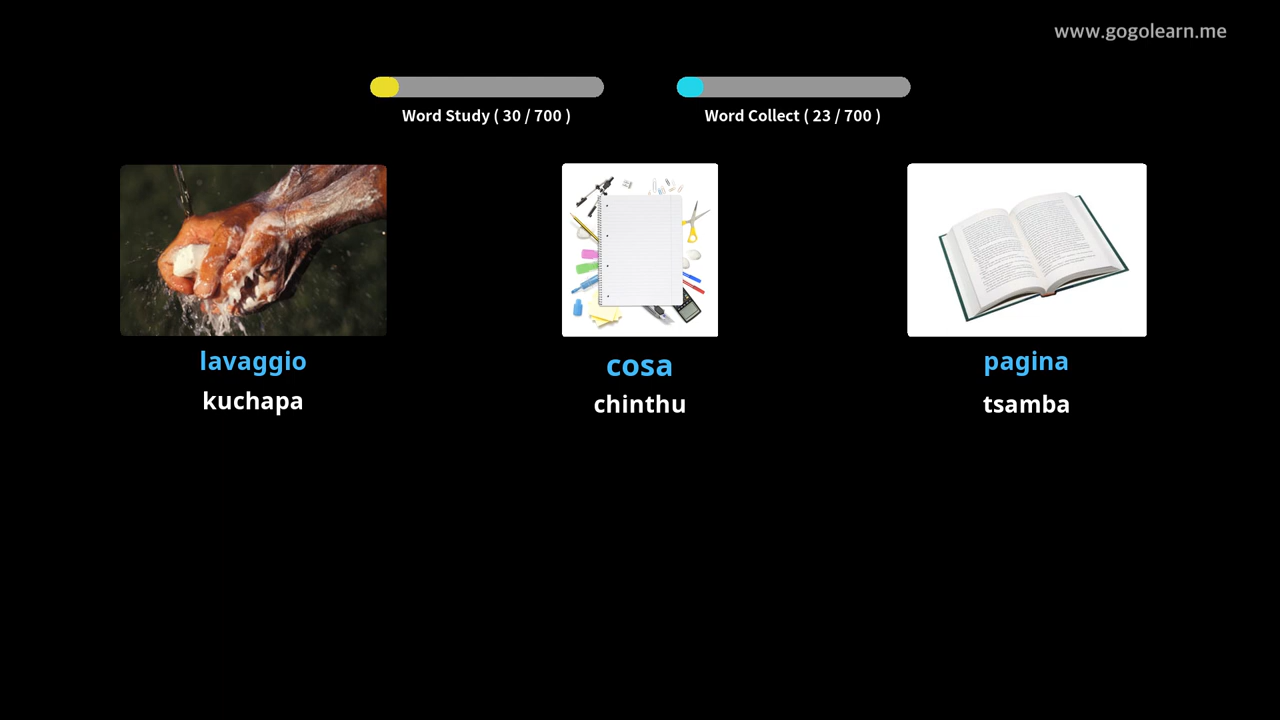 www.gogolearn.me
Word Study ( 30 / 700 )
Word Collect ( 23 / 700 )
lavaggio
kuchapa
cosa
chinthu
pagina
tsamba